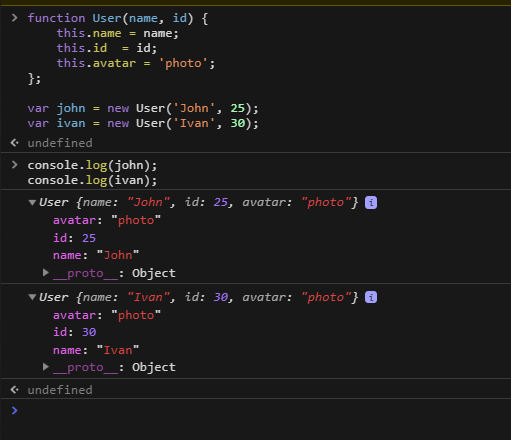 function User(name, id) {
    this.name = name;
    this.id  = id;
    this.avatar = 'photo';
};

var john = new User('John', 25);
var ivan = new User('Ivan', 30);
undefined
console.log(john);
console.log(ivan);
User {name: "John", id: 25, avatar: "photo"} i
avatar: "photo"
id: 25
name: "John"
__proto__: Object
User {name: "Ivan", id: 30, avatar: "photo"} i
avatar: "photo"
id: 30
name: "Ivan"
__proto__: Object
undefined